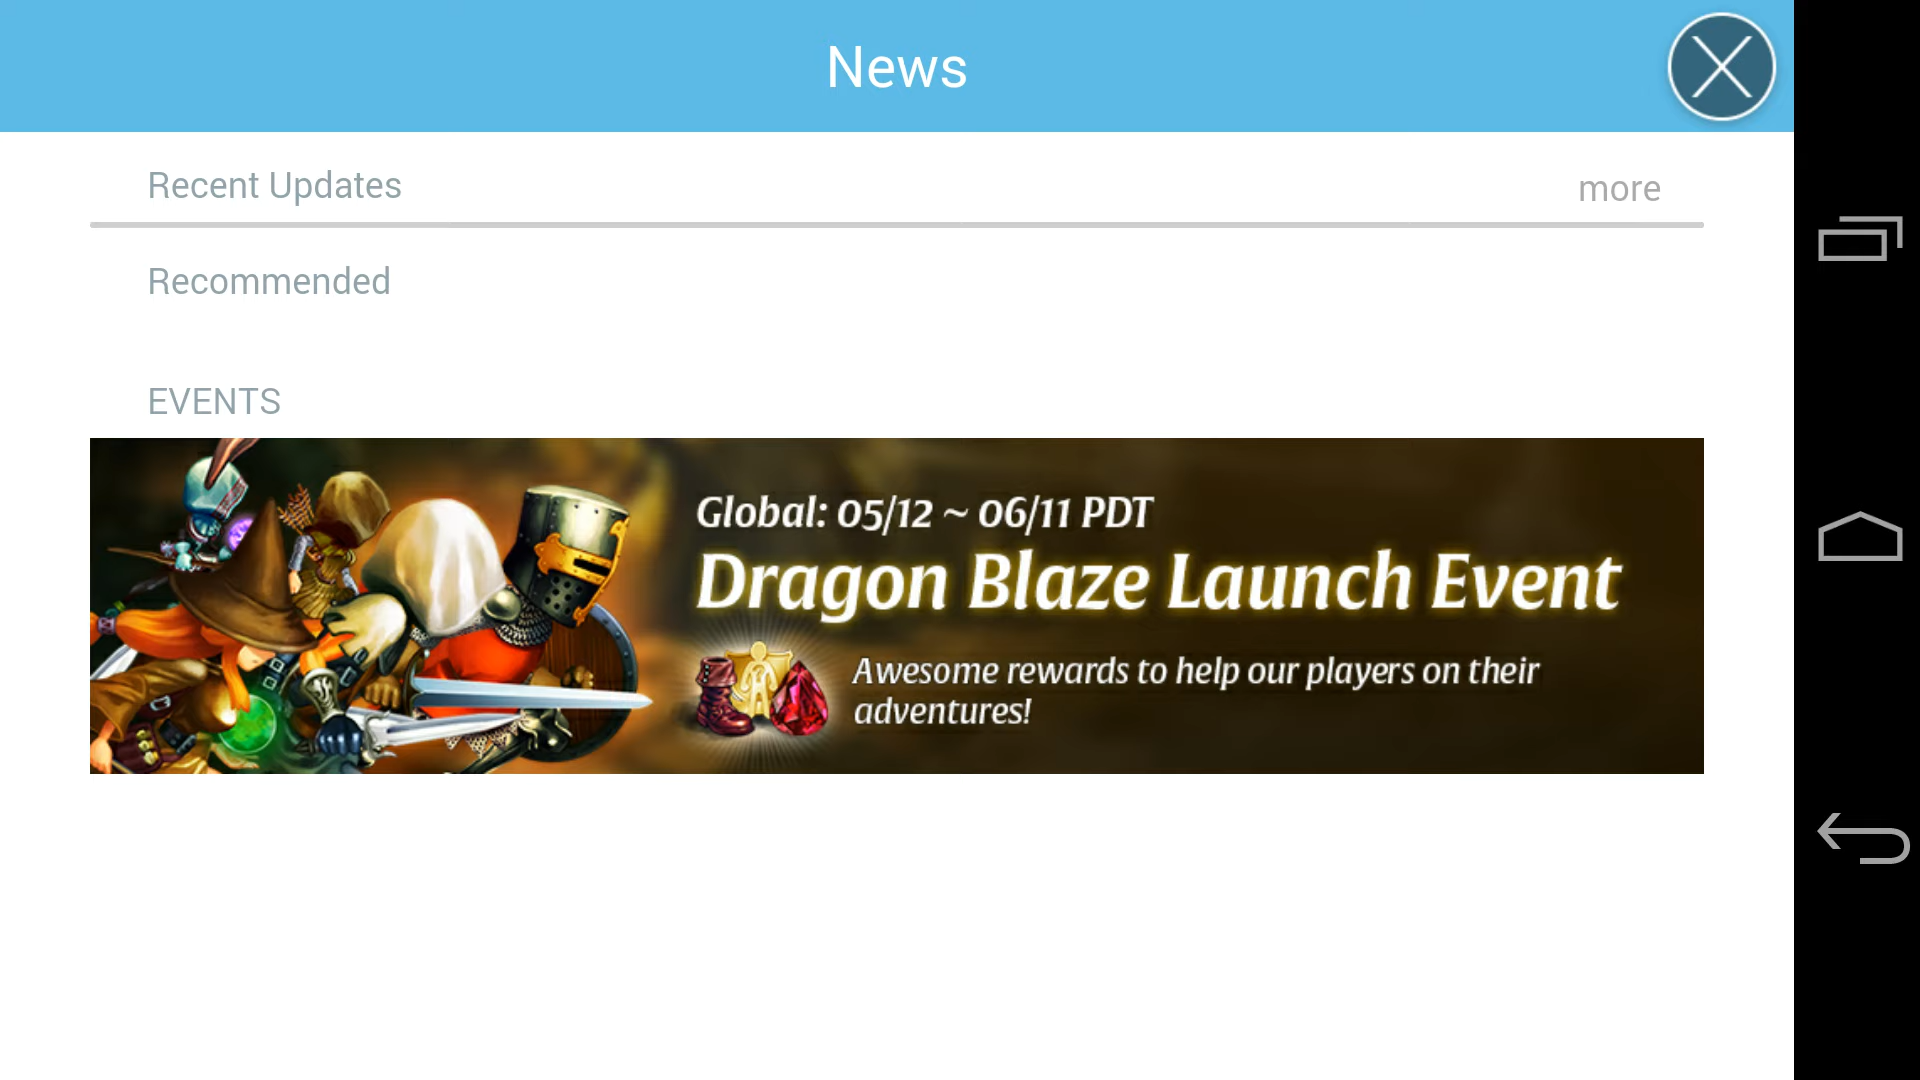 News
Recent Updates
more
Recommended
EVENTS
Global: 05/12 ~ 06/11 PDT
Dragon Blaze Launch Event
Awesome rewards to help our players on their
adventures!